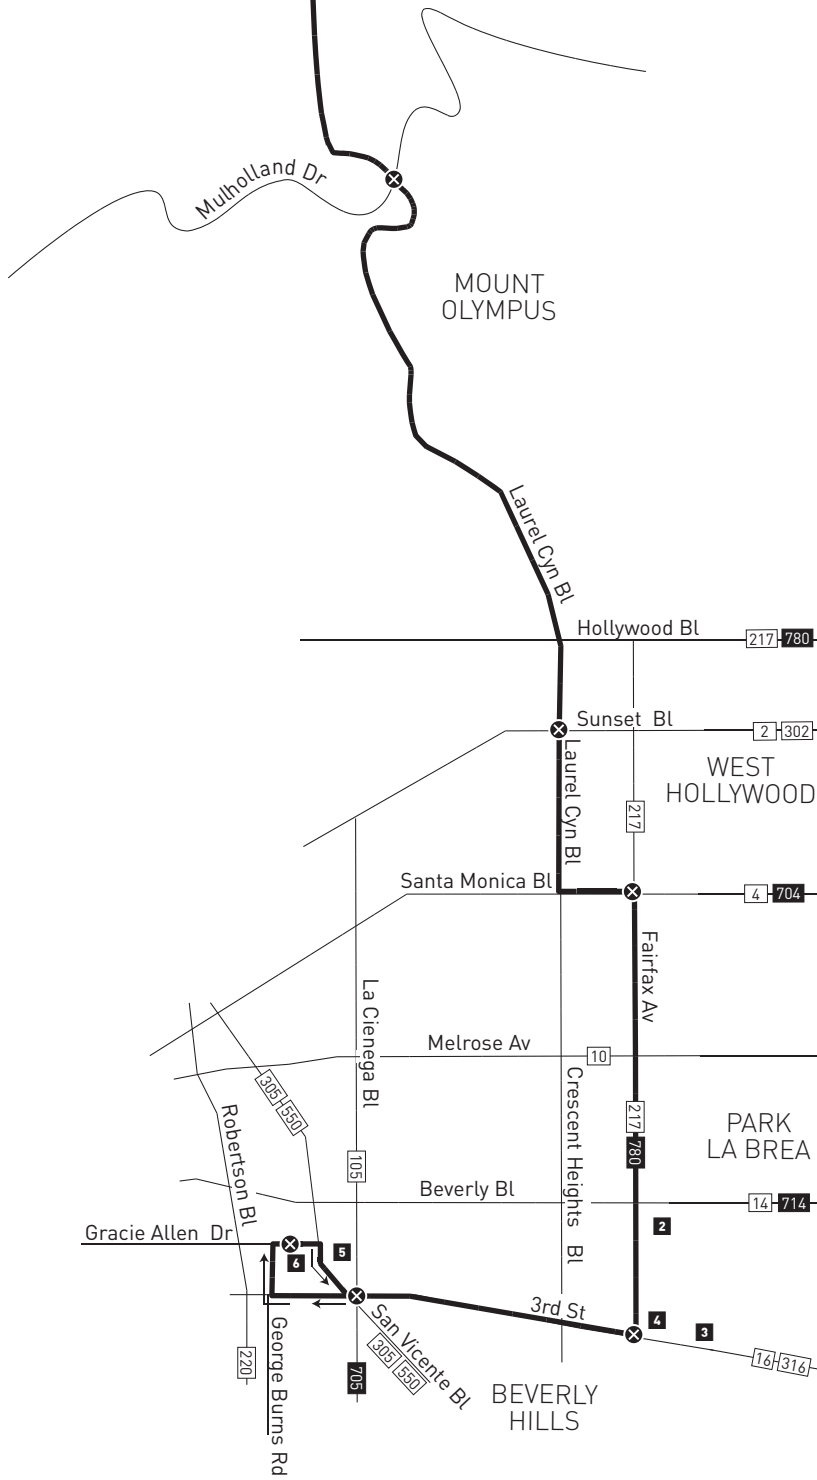 Mulholland Dr
MOUNT
OLYMPUS
Laurel Cyn Bl
Hollywood Bl
217 780
Sunset Bl
2 302
Laurel Cyn Bl
WEST
HOLLYWOOD
217
Santa Monica Bl
4 704
Fairfax Av
La Cienega Bl
Melrose Av
10
305 550
Crescent Heights Bl
Robertson Bl
217
780
PARK
LA BREA
105
Beverly Bl
14 714
2
Gracie Allen Dr
5
6
3rd St
4
3
San Vicente Bl
George Burns Rd
220
705
305 550
16 316
BEVERLY
HILLS